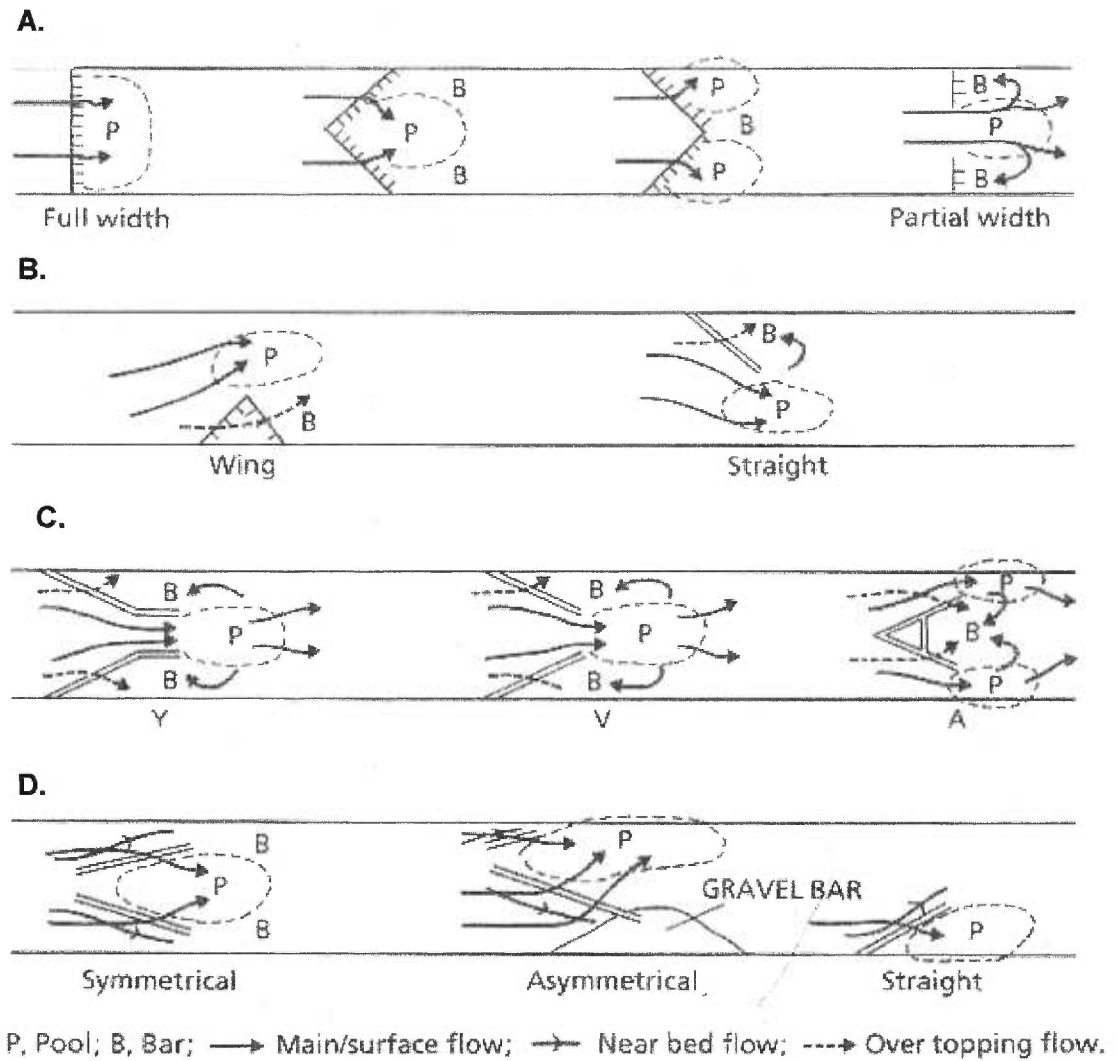 A.
B
P
P
B
P
B
P
B
P
B
Full width
Partial width
B.
P
B
Wing
B
P
Straight
C.
B
P
B
Y
B
P
B
V
P
B
P
A
D.
B
P
B
Symmetrical
P
GRAVEL BAR
Asymmetrical
P
Straight
P, Pool; B, Bar; Main/surface flow; Near bed flow; Over topping flow.